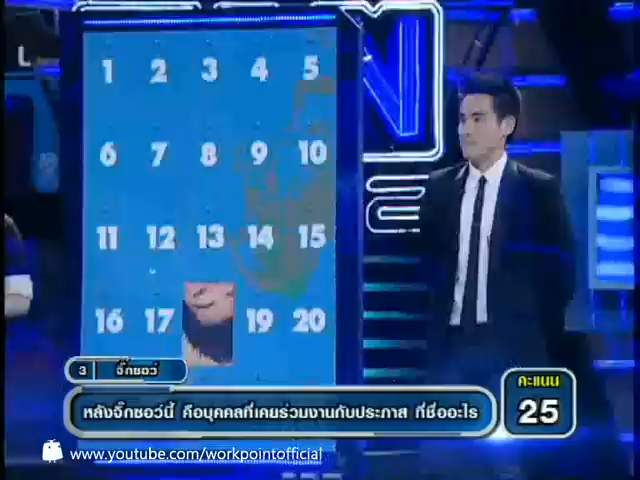 1 2 3 4 5
6 7 8 9 10
11 12 13 14 15
16 17 19 20
3 จิ๊กซอว์
หลังจิ๊กซอว์นี้ คือบุคคลที่เคยร่วมงานกับประภาส ที่ชื่ออะไร
คะแนน
25
www.youtube.com/workpointofficial